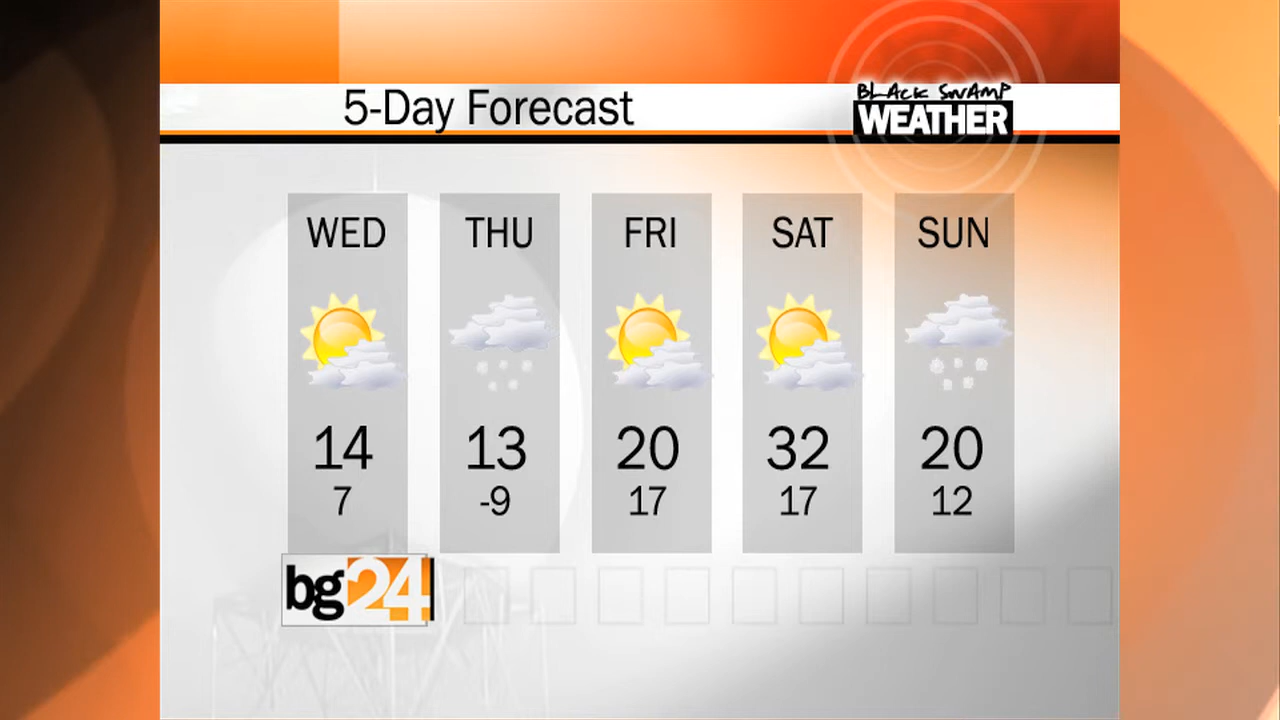 5-Day Forecast
BLACK SWAMP
WEATHER
WED THU FRI SAT SUN
14 13 20 32 20
7 -9 17 17 12
bg24